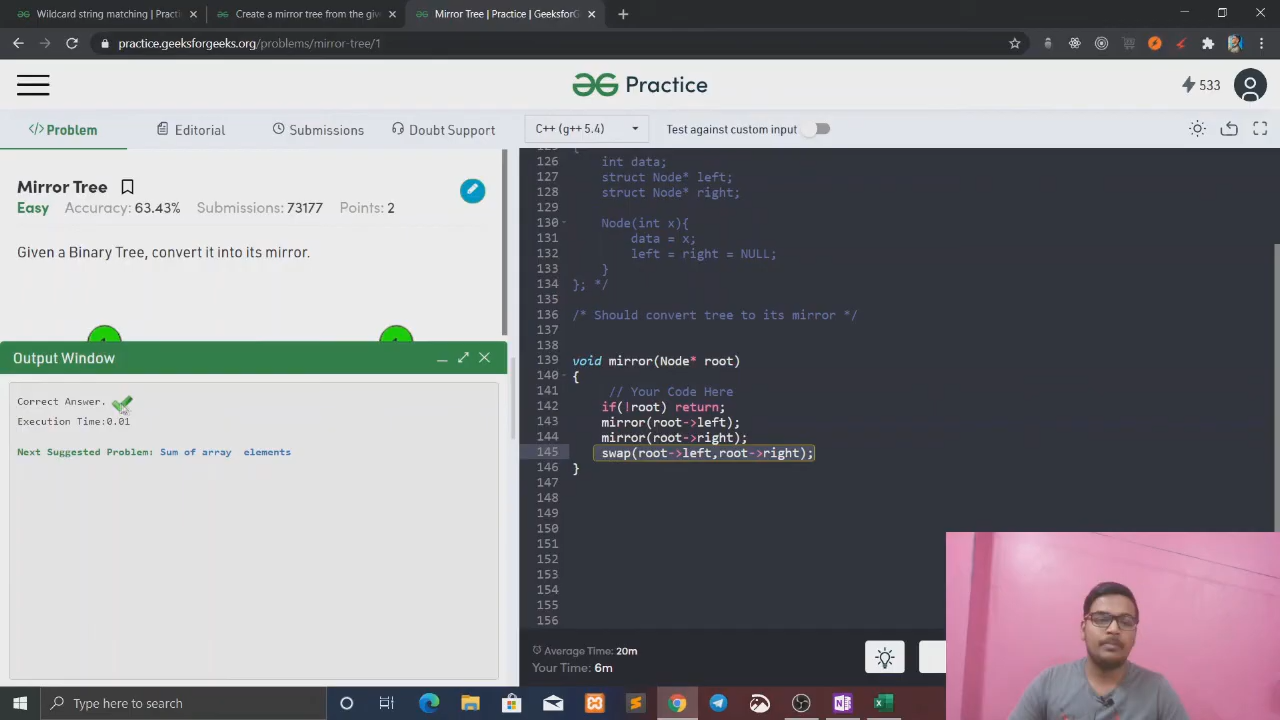 Wildcard string matching | Practi
Create a mirror tree from the give
Mirror Tree | Practice | GeeksforG
practice.geeksforgeeks.org/problems/mirror-tree/1
Practice
533
Problem
Editorial
Submissions
Doubt Support
C++ (g++ 5.4)
Test against custom input
Mirror Tree
Easy Accuracy: 63.43% Submissions: 73177 Points: 2
Given a Binary Tree, convert it into its mirror.
Output Window
Correct Answer.
Execution Time:0.01
Next Suggested Problem: Sum of array elements
125 {
126 int data;
127 struct Node* left;
128 struct Node* right;
129
130 Node(int x){
131 data = x;
132 left = right = NULL;
133 }
134 }; */
135
136 /* Should convert tree to its mirror */
137
138
139 void mirror(Node* root)
140 {
141 // Your Code Here
142 if(!root) return;
143 mirror(root->left);
144 mirror(root->right);
145 swap(root->left,root->right);
146 }
147
148
149
150
151
152
153
154
155
156
Average Time: 20m
Your Time: 6m
Type here to search